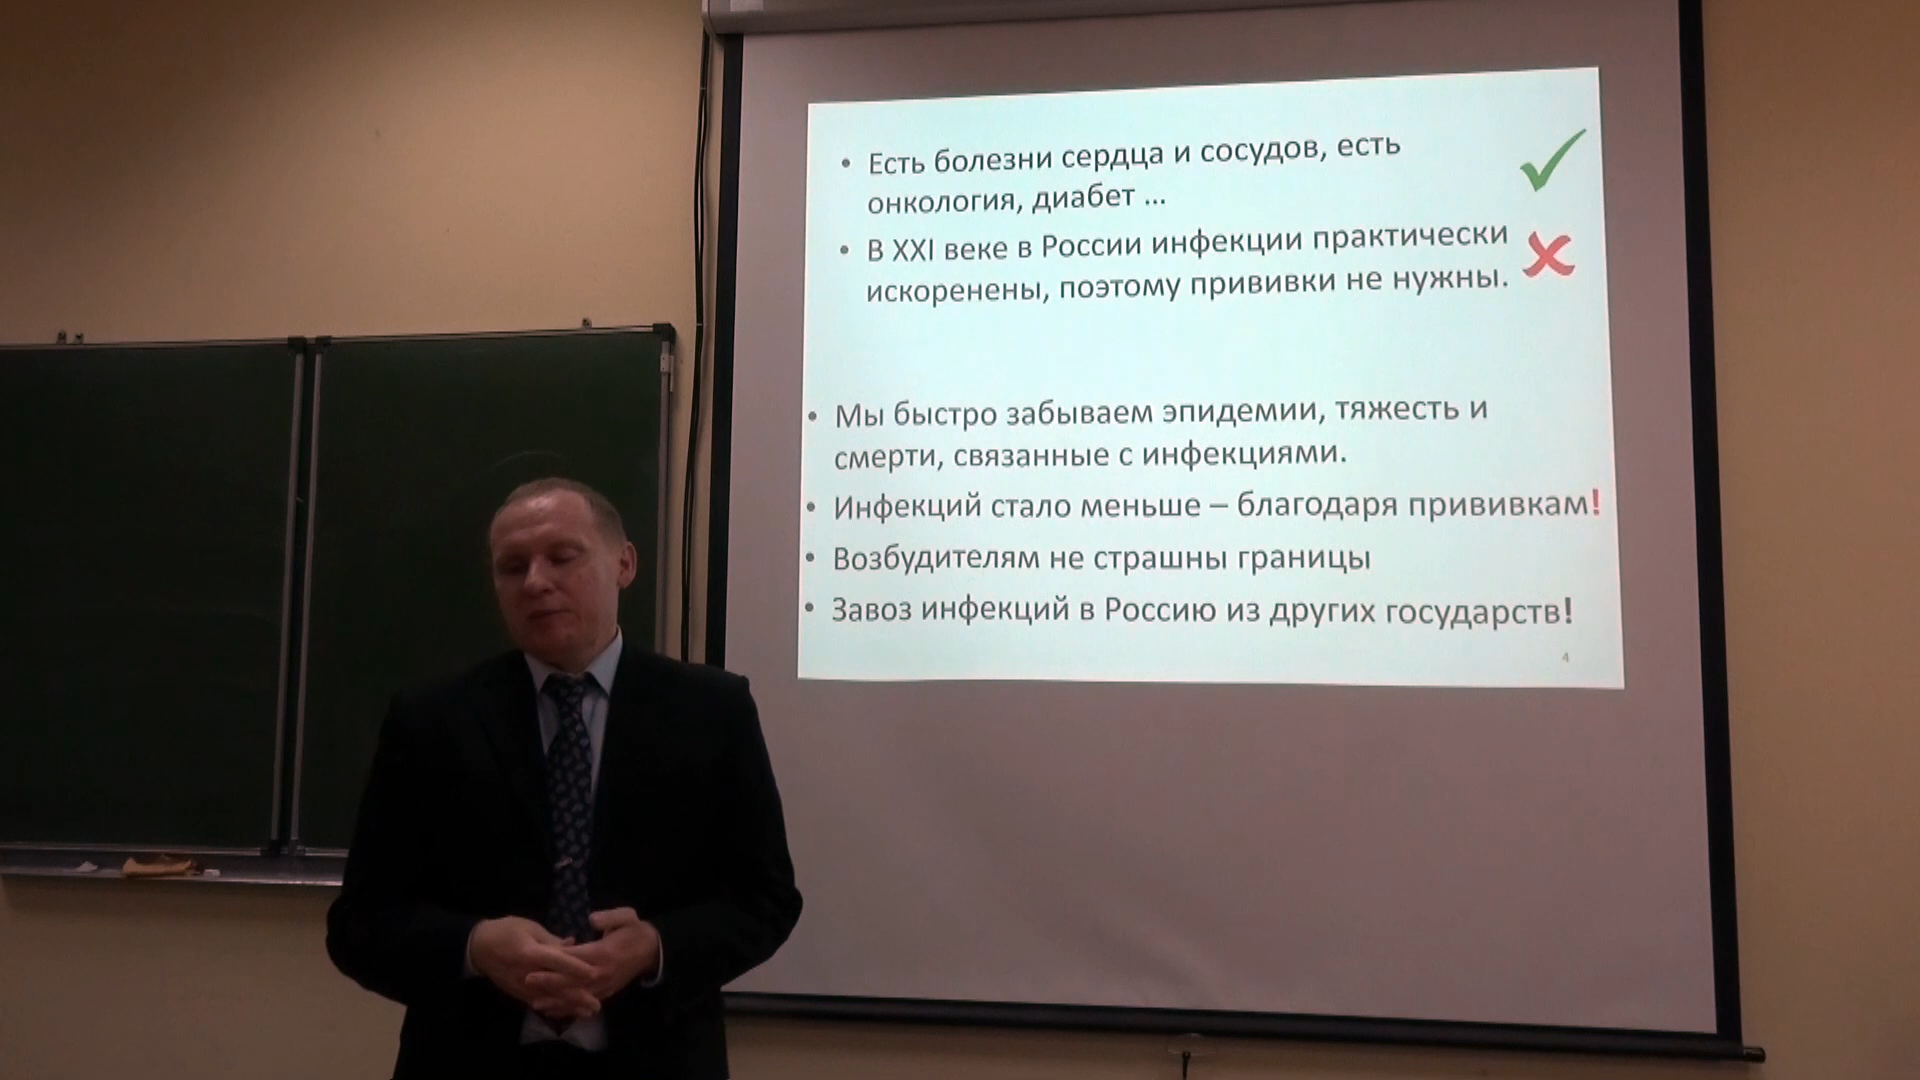 • Есть болезни сердца и сосудов, есть
онкология, диабет ...
• В XXI веке в России инфекции практически
искоренены, поэтому прививки не нужны.
• Мы быстро забываем эпидемии, тяжесть и
смерти, связанные с инфекциями.
• Инфекций стало меньше – благодаря прививкам!
• Возбудителям не страшны границы
• Завоз инфекций в Россию из других государств!
4